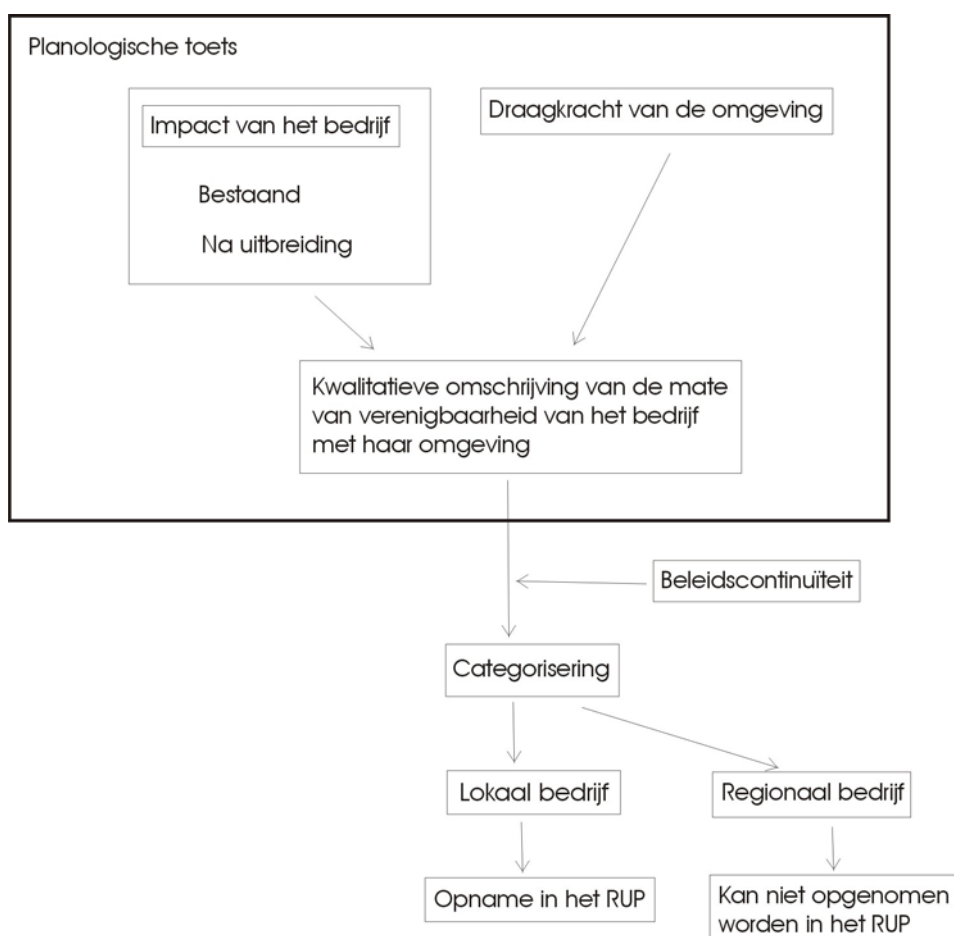 Planologische toets
Impact van het bedrijf
Draagkracht van de omgeving
Bestaand
Na uitbreiding
Kwalitatieve omschrijving van de mate
van verenigbaarheid van het bedrijf
met haar omgeving
Beleidscontinuïteit
Categorisering
Lokaal bedrijf
Regionaal bedrijf
Opname in het RUP
Kan niet opgenomen
worden in het RUP